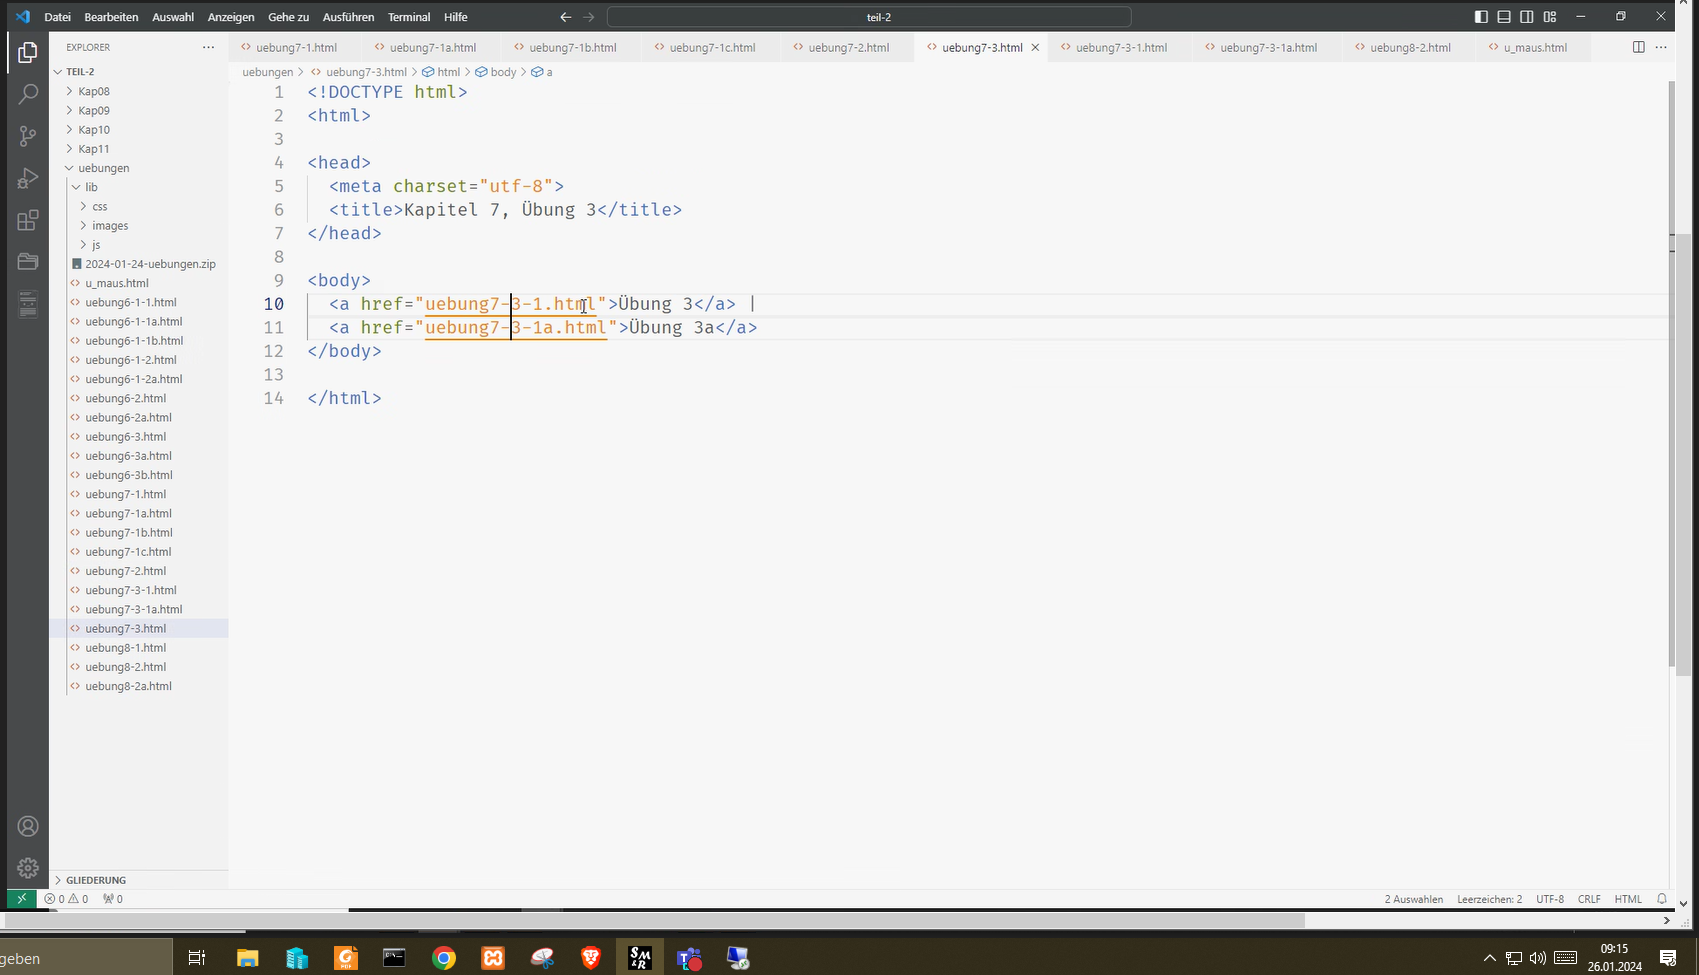 Datei Bearbeiten Auswahl Anzeigen Gehe zu Ausführen Terminal Hilfe
teil-2
EXPLORER
uebung7-1.html uebung7-1a.html uebung7-1b.html uebung7-1c.html uebung7-2.html uebung7-3.html uebung7-3-1.html uebung7-3-1a.html uebung8-2.html u_maus.html
uebungen > uebung7-3.html > html > body > a
TEIL-2
Kap08
Kap09
Kap10
Kap11
uebungen
lib
css
images
js
2024-01-24-uebungen.zip
u_maus.html
uebung6-1-1.html
uebung6-1-1a.html
uebung6-1-1b.html
uebung6-1-2.html
uebung6-1-2a.html
uebung6-2.html
uebung6-2a.html
uebung6-3.html
uebung6-3a.html
uebung6-3b.html
uebung7-1.html
uebung7-1a.html
uebung7-1b.html
uebung7-1c.html
uebung7-2.html
uebung7-3-1.html
uebung7-3-1a.html
uebung7-3.html
uebung8-1.html
uebung8-2.html
uebung8-2a.html
GLIEDERUNG
1 <!DOCTYPE html>
2 <html>
3
4 <head>
5 <meta charset="utf-8">
6 <title>Kapitel 7, Übung 3</title>
7 </head>
8
9 <body>
10 <a href="uebung7-3-1.html">Übung 3</a> |
11 <a href="uebung7-3-1a.html">Übung 3a</a>
12 </body>
13
14 </html>
0 0 0
2 Auswahlen Leerzeichen: 2 UTF-8 CRLF HTML
geben
SM
&R
09:15
26.01.2024